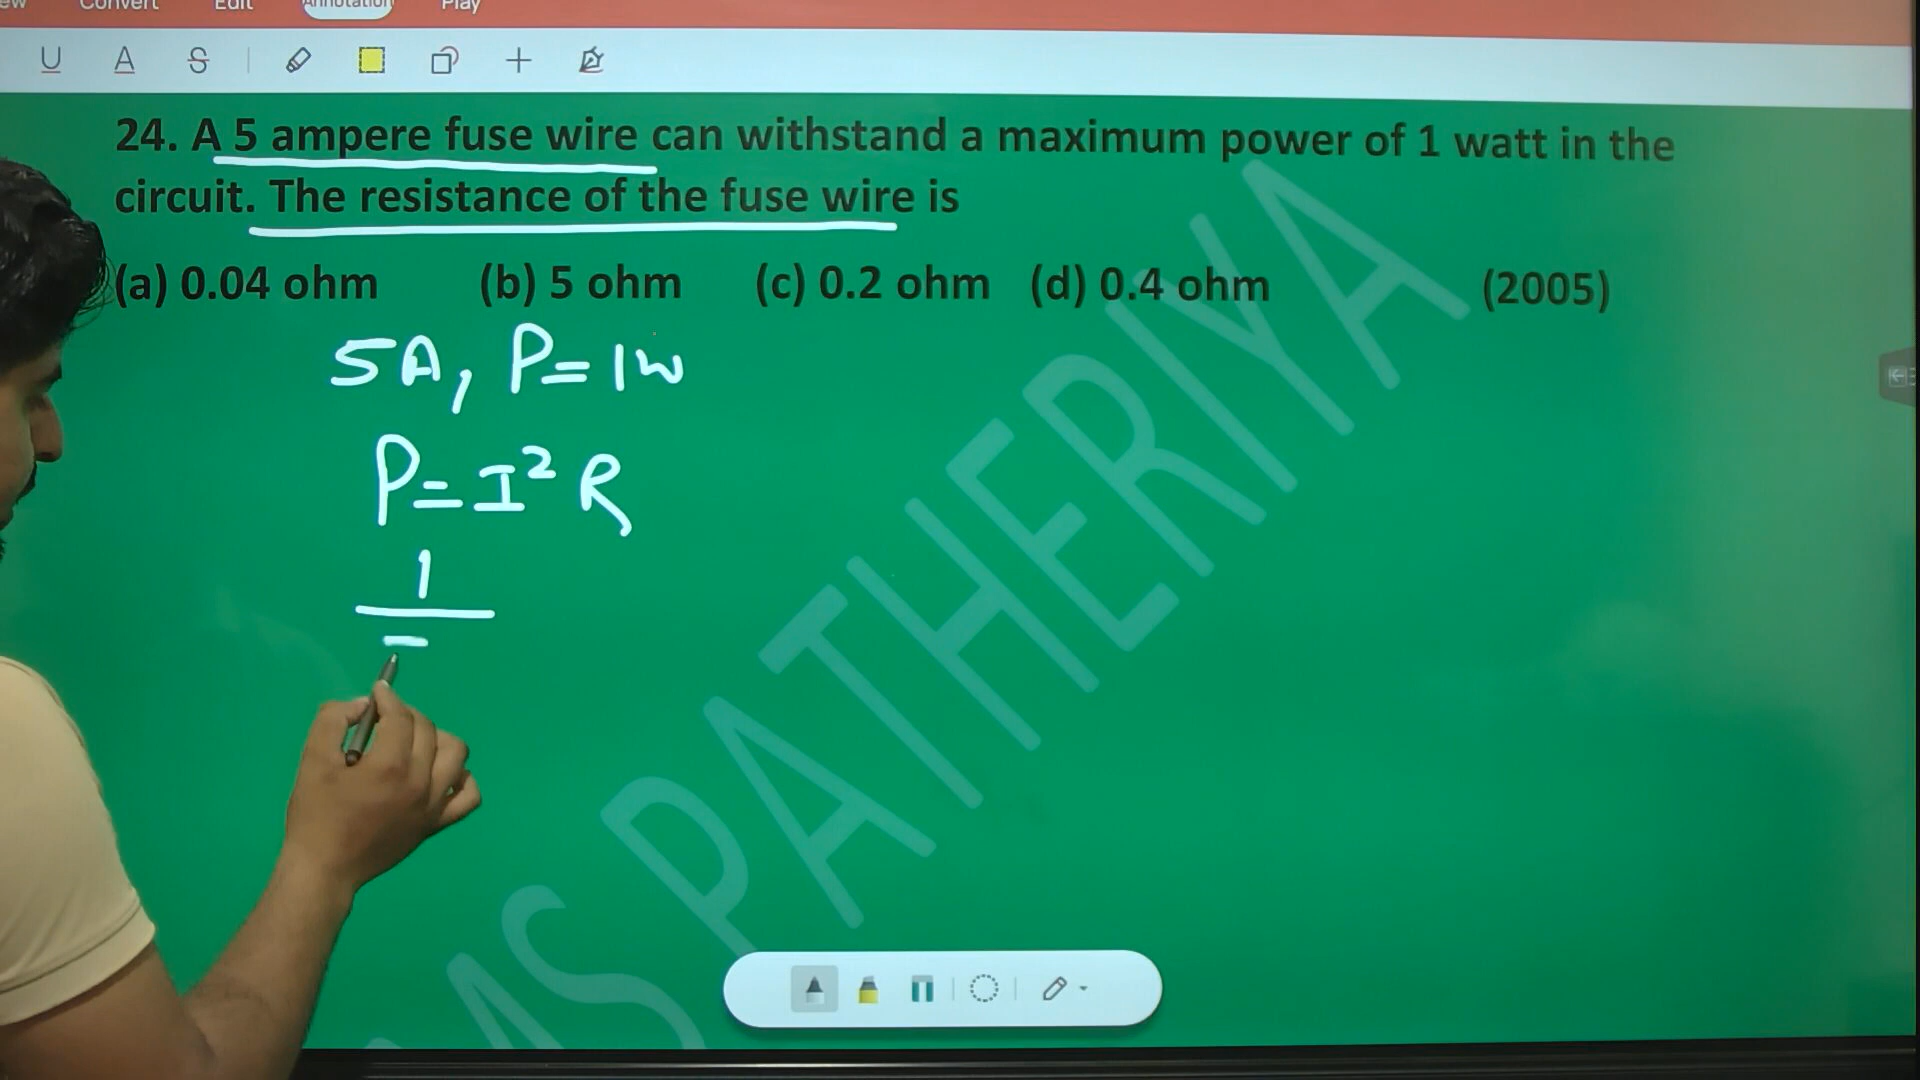 Convert Edit Annotation Play
U A S
24. A 5 ampere fuse wire can withstand a maximum power of 1 watt in the
circuit. The resistance of the fuse wire is
(a) 0.04 ohm (b) 5 ohm (c) 0.2 ohm (d) 0.4 ohm (2005)
5A, P=1W
P=I² R
1
MS PATHERIYA